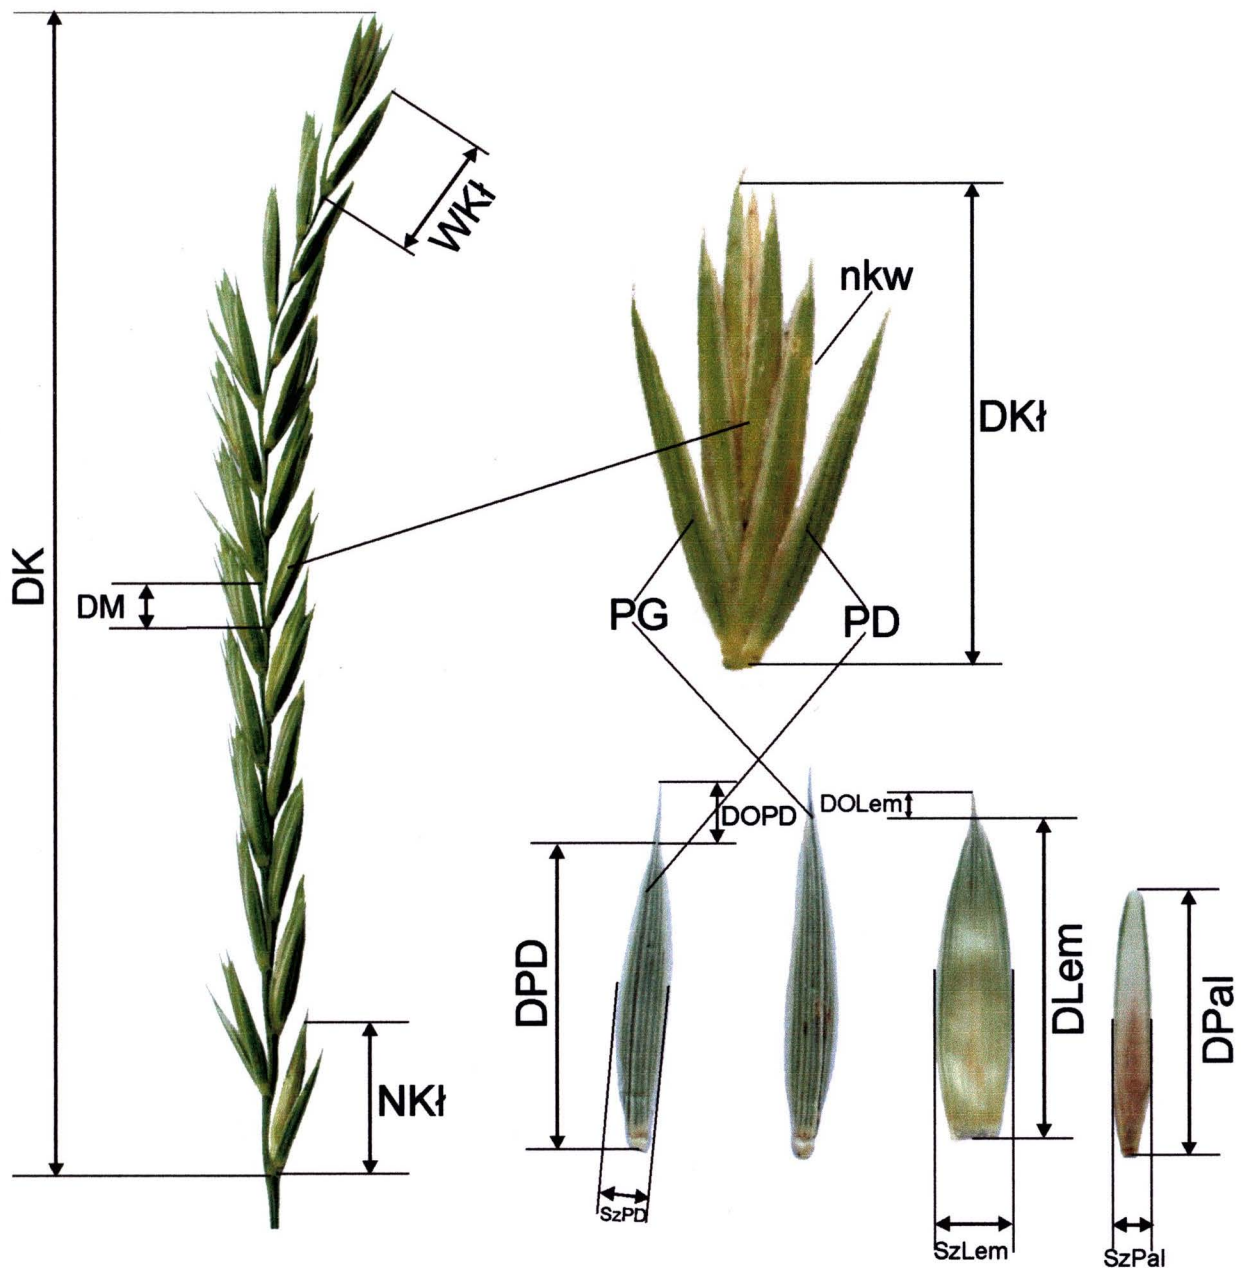 WKł
nkw
DKł
DK
DM
PG
PD
DOPD
DOLem
DPD
DLem
DPal
NKł
SzPD
SzLem
SzPal